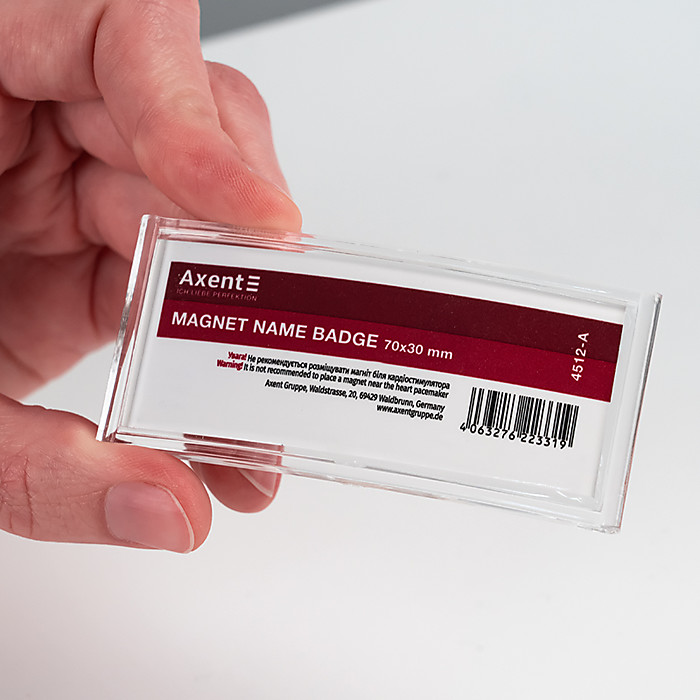 Axent
ICH LIEBE PERFEKTION
MAGNET NAME BADGE 70x30 mm
4512-A
Увага! Не рекомендується розміщувати магніт біля кардіостимулятора
Warning! It is not recommended to place a magnet near the heart pacemaker
Axent Gruppe, Waldstrasse, 20, 69429 Waldbrunn, Germany
www.axentgruppe.de
4 063276 223319